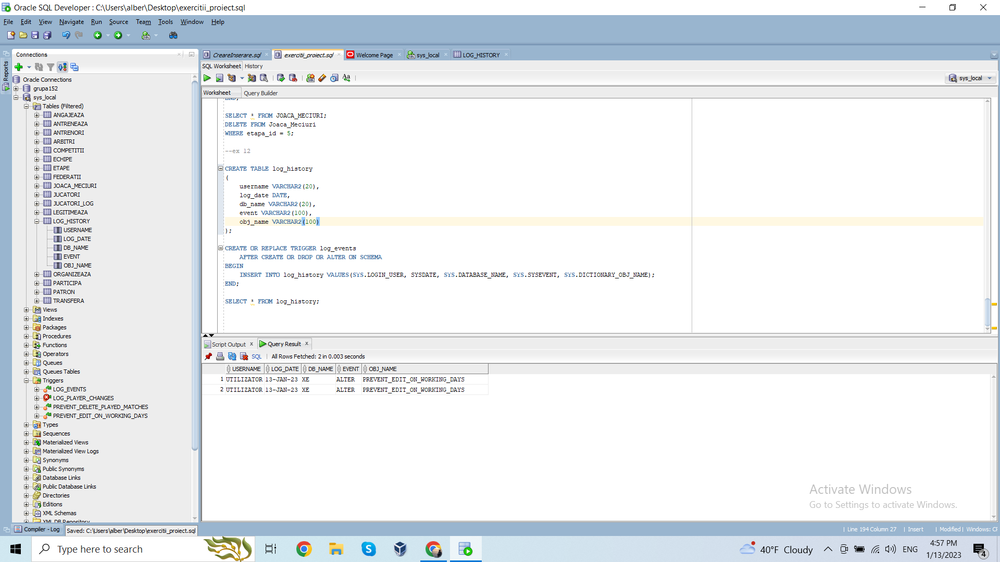 Oracle SQL Developer : C:\Users\alber\Desktop\exercitii_proiect.sql
File Edit View Navigate Run Source Team Tools Window Help
Reports
Connections
Oracle Connections
grupa152
sys_local
Tables (Filtered)
ANGAJEAZA
ANTRENEAZA
ANTRENORI
ARBITRI
COMPETITII
ECHIPE
ETAPE
FEDERATII
JOACA_MECIURI
JUCATORI
JUCATORI_LOG
LEGITIMEAZA
LOG_HISTORY
USERNAME
LOG_DATE
DB_NAME
EVENT
OBJ_NAME
ORGANIZEAZA
PARTICIPA
PATRON
TRANSFERA
Views
Indexes
Packages
Procedures
Functions
Operators
Queues
Queues Tables
Triggers
LOG_EVENTS
LOG_PLAYER_CHANGES
PREVENT_DELETE_PLAYED_MATCHES
PREVENT_EDIT_ON_WORKING_DAYS
Types
Sequences
Materialized Views
Materialized View Logs
Synonyms
Public Synonyms
Database Links
Public Database Links
Directories
Editions
XML Schemas
XML DB Repository
CreareInserare.sql exercitii_proiect.sql Welcome Page sys_local LOG_HISTORY
SQL Worksheet History
sys_local
Worksheet Query Builder
END;
SELECT * FROM JOACA_MECIURI;
DELETE FROM Joaca_Meciuri
WHERE etapa_id = 5;
--ex 12
CREATE TABLE log_history
(
username VARCHAR2(20),
log_date DATE,
db_name VARCHAR2(20),
event VARCHAR2(100),
obj_name VARCHAR2(100)
);
CREATE OR REPLACE TRIGGER log_events
AFTER CREATE OR DROP OR ALTER ON SCHEMA
BEGIN
INSERT INTO log_history VALUES(SYS.LOGIN_USER, SYSDATE, SYS.DATABASE_NAME, SYS.SYSEVENT, SYS.DICTIONARY_OBJ_NAME);
END;
SELECT * FROM log_history;
Script Output x Query Result x
SQL | All Rows Fetched: 2 in 0.003 seconds
USERNAME LOG_DATE DB_NAME EVENT OBJ_NAME
1 UTILIZATOR 13-JAN-23 XE ALTER PREVENT_EDIT_ON_WORKING_DAYS
2 UTILIZATOR 13-JAN-23 XE ALTER PREVENT_EDIT_ON_WORKING_DAYS
Activate Windows
Go to Settings to activate Windows.
Compiler - Log Saved: C:\Users\alber\Desktop\exercitii_proiect.sql
| Line 194 Column 27 | Insert | Modified | Windows: CF
Type here to search
40°F Cloudy
ENG
4:57 PM
1/13/2023
4